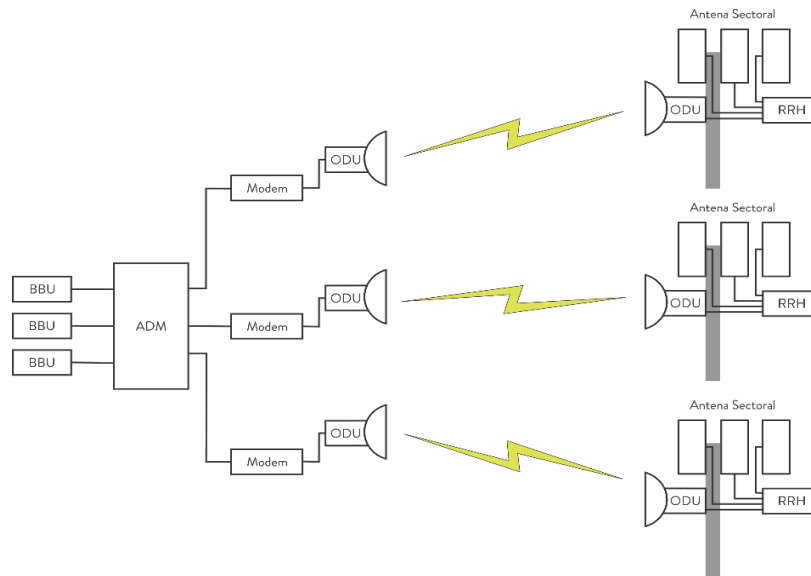 Antena Sectoral
ODU
RRH
ODU
Modem
Antena Sectoral
BBU
BBU
BBU
ADM
Modem
ODU
ODU
RRH
Antena Sectoral
Modem
ODU
ODU
RRH